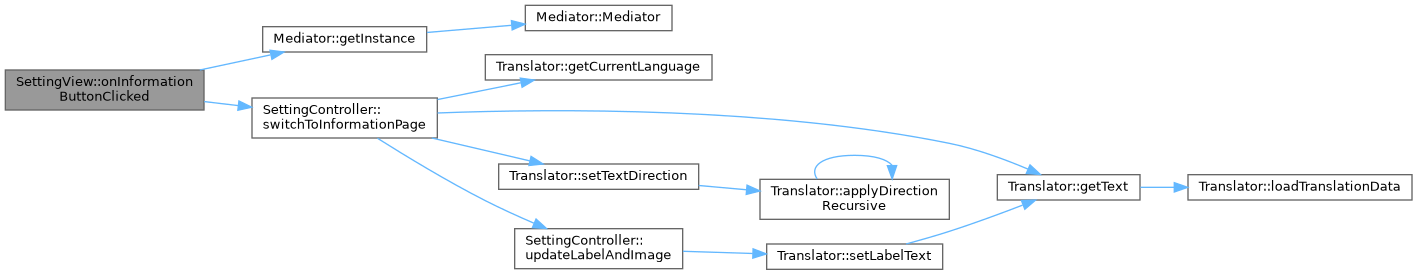 SettingView::onInformation
ButtonClicked
Mediator::getInstance
Mediator::Mediator
SettingController::
switchToInformationPage
Translator::getCurrentLanguage
Translator::setTextDirection
Translator::applyDirection
Recursive
SettingController::
updateLabelAndImage
Translator::setLabelText
Translator::getText
Translator::loadTranslationData